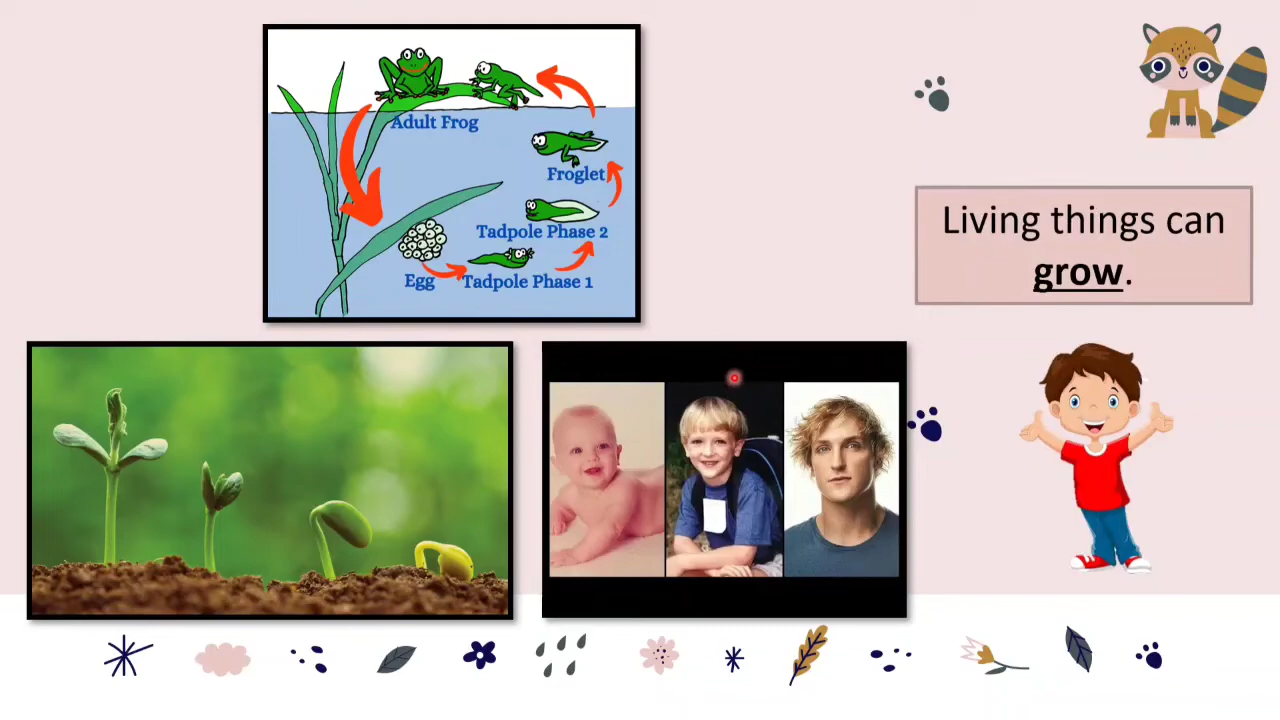 Adult Frog
Froglet
Tadpole Phase 2
Egg
Tadpole Phase 1
Living things can
grow.